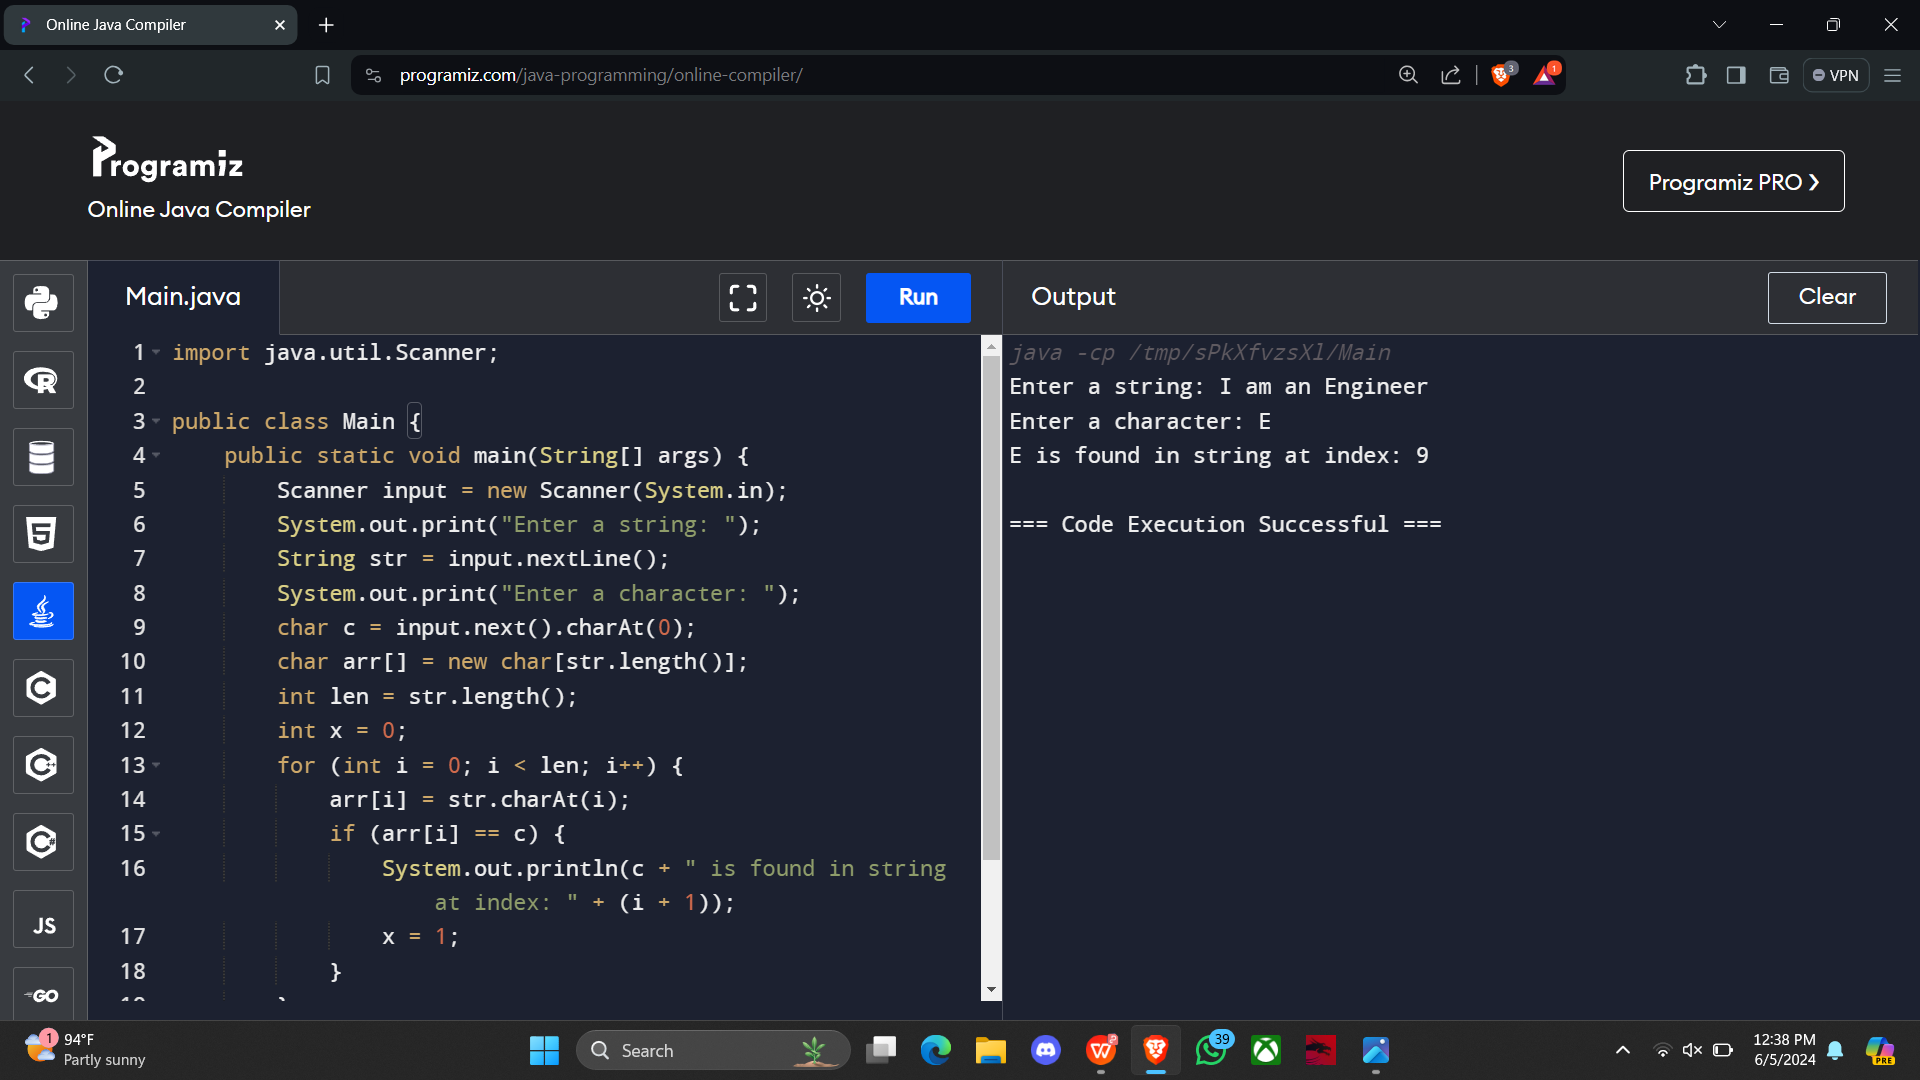 Online Java Compiler
programiz.com/java-programming/online-compiler/
3
1
VPN
Programiz
Online Java Compiler
Programiz PRO ❯
Main.java
Run
Output
Clear
1 import java.util.Scanner;
2
3 public class Main {
4 public static void main(String[] args) {
5 Scanner input = new Scanner(System.in);
6 System.out.print("Enter a string: ");
7 String str = input.nextLine();
8 System.out.print("Enter a character: ");
9 char c = input.next().charAt(0);
10 char arr[] = new char[str.length()];
11 int len = str.length();
12 int x = 0;
13 for (int i = 0; i < len; i++) {
14 arr[i] = str.charAt(i);
15 if (arr[i] == c) {
16 System.out.println(c + " is found in string
at index: " + (i + 1));
17 x = 1;
18 }
java -cp /tmp/sPkXfvzsXl/Main
Enter a string: I am an Engineer
Enter a character: E
E is found in string at index: 9
=== Code Execution Successful ===
R
5
C
C++
C#
JS
GO
1
94°F
Partly sunny
Search
39
12:38 PM
6/5/2024
PRE